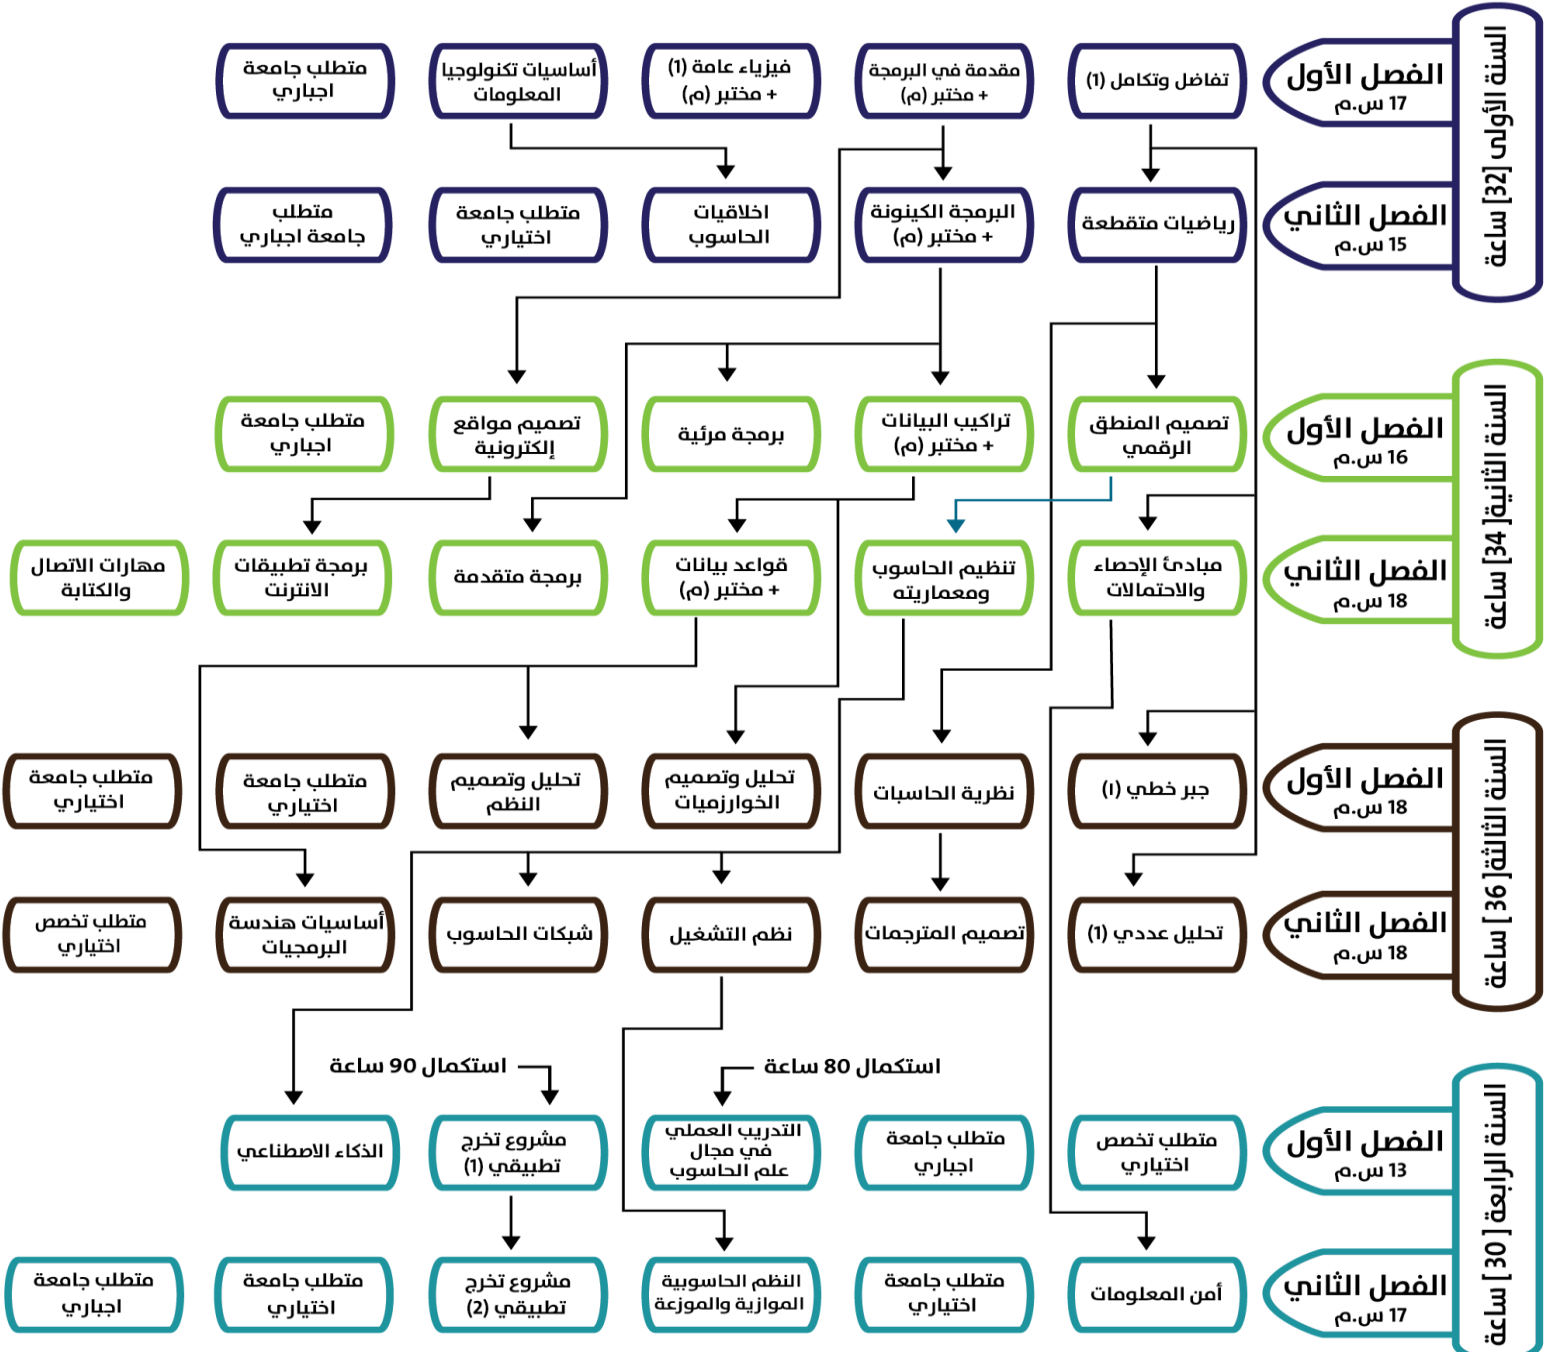 السنة الأولى [32] ساعة
الفصل الأول
17 س.م
تفاضل وتكامل (1)
مقدمة في البرمجة
+ مختبر (م)
فيزياء عامة (1)
+ مختبر (م)
أساسيات تكنولوجيا
المعلومات
متطلب جامعة
اجباري
الفصل الثاني
15 س.م
رياضيات متقطعة
البرمجة الكينونة
+ مختبر (م)
اخلاقيات
الحاسوب
متطلب جامعة
اختياري
متطلب
جامعة اجباري
السنة الثانية [34] ساعة
الفصل الأول
16 س.م
تصميم المنطق
الرقمي
تراكيب البيانات
+ مختبر (م)
برمجة مرئية
تصميم مواقع
إلكترونية
متطلب جامعة
اجباري
الفصل الثاني
18 س.م
مبادئ الإحصاء
والاحتمالات
تنظيم الحاسوب
ومعماريته
قواعد بيانات
+ مختبر (م)
برمجة متقدمة
برمجة تطبيقات
الانترنت
مهارات الاتصال
والكتابة
السنة الثالثة [36] ساعة
الفصل الأول
18 س.م
جبر خطي (١)
نظرية الحاسبات
تحليل وتصميم
الخوارزميات
تحليل وتصميم
النظم
متطلب جامعة
اختياري
متطلب جامعة
اختياري
الفصل الثاني
18 س.م
تحليل عددي (1)
تصميم المترجمات
نظم التشغيل
شبكات الحاسوب
أساسيات هندسة
البرمجيات
متطلب تخصص
اختياري
السنة الرابعة [30] ساعة
استكمال 80 ساعة
استكمال 90 ساعة
الفصل الأول
13 س.م
متطلب تخصص
اختياري
متطلب جامعة
اجباري
التدريب العملي
في مجال
علم الحاسوب
مشروع تخرج
تطبيقي (1)
الذكاء الاصطناعي
الفصل الثاني
17 س.م
أمن المعلومات
متطلب جامعة
اختياري
النظم الحاسوبية
الموازية والموزعة
مشروع تخرج
تطبيقي (2)
متطلب جامعة
اختياري
متطلب جامعة
اجباري